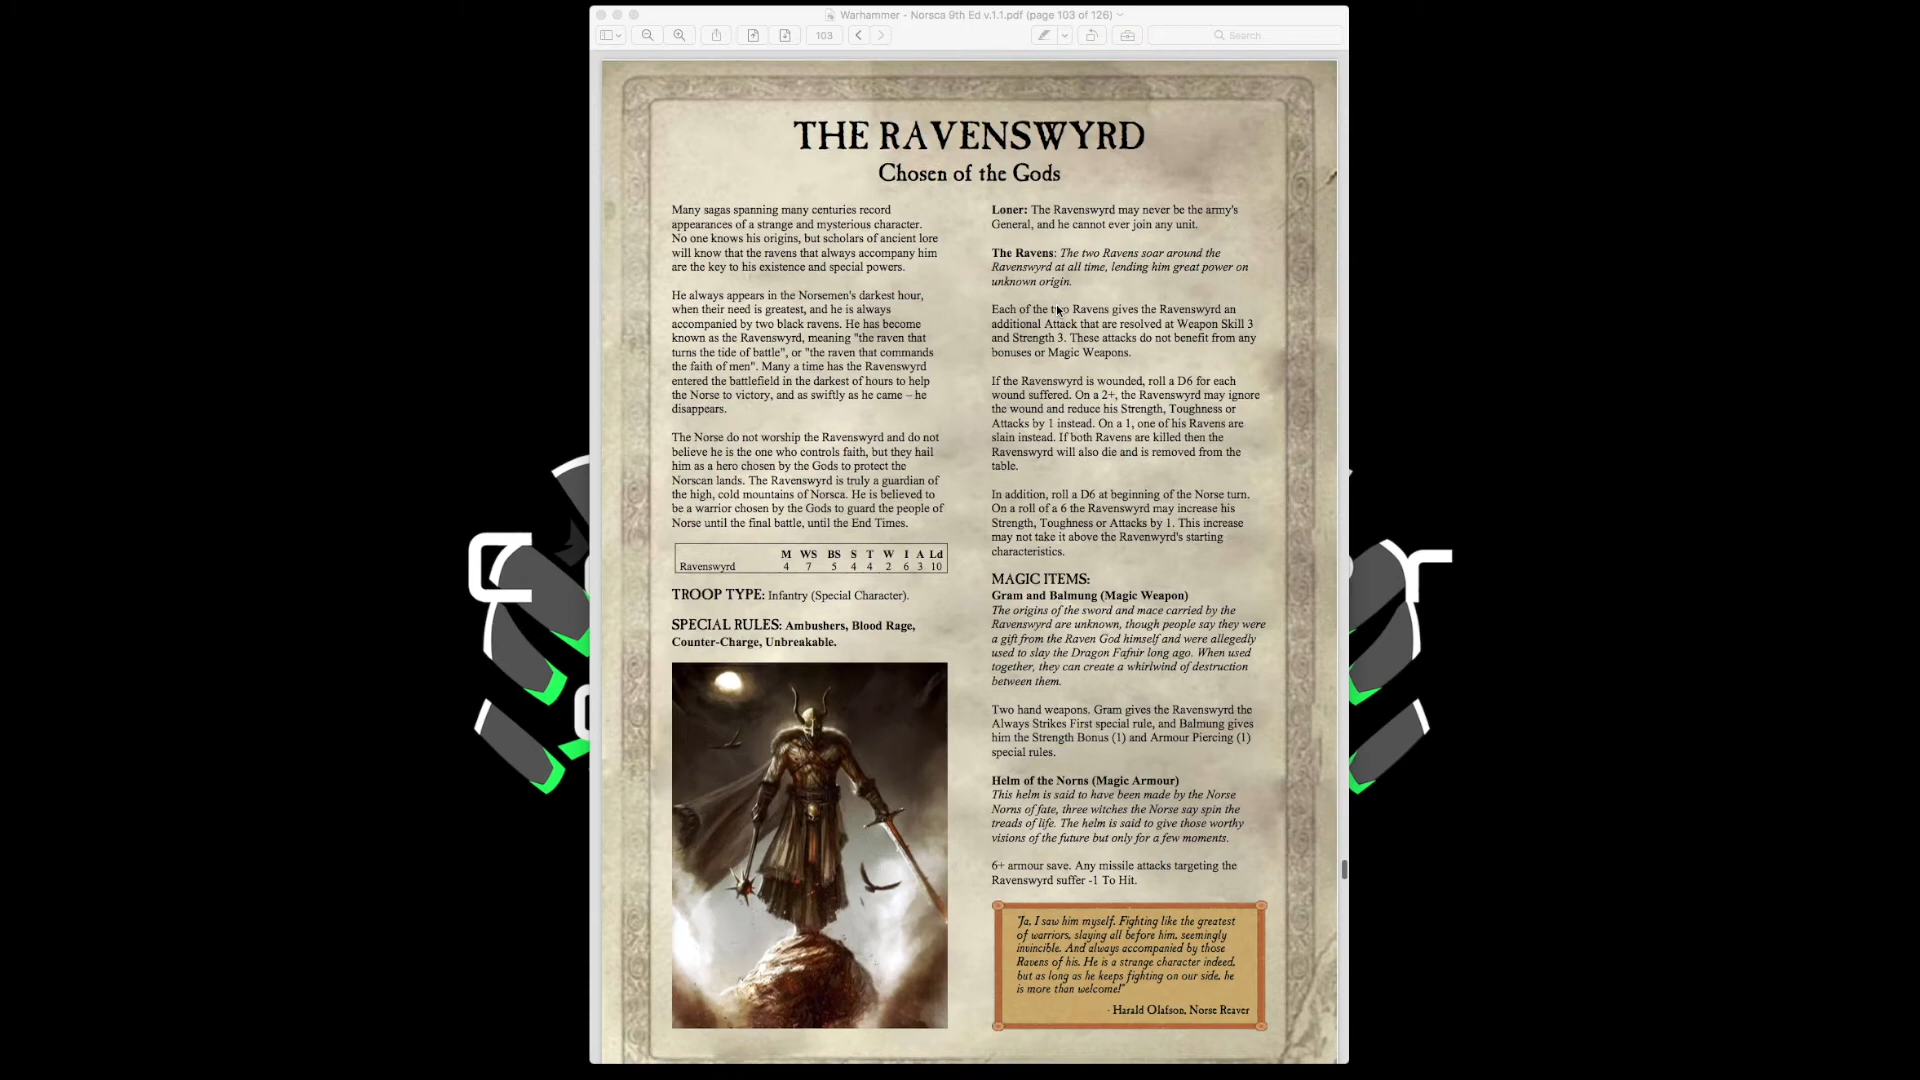 Warhammer - Norsca 9th Ed v.1.1.pdf (page 103 of 126)
103
Search
THE RAVENSWYRD
Chosen of the Gods
Many sagas spanning many centuries record
appearances of a strange and mysterious character.
No one knows his origins, but scholars of ancient lore
will know that the ravens that always accompany him
are the key to his existence and special powers.
He always appears in the Norsemen's darkest hour,
when their need is greatest, and he is always
accompanied by two black ravens. He has become
known as the Ravenswyrd, meaning "the raven that
turns the tide of battle", or "the raven that commands
the faith of men". Many a time has the Ravenswyrd
entered the battlefield in the darkest of hours to help
the Norse to victory, and as swiftly as he came – he
disappears.
The Norse do not worship the Ravenswyrd and do not
believe he is the one who controls faith, but they hail
him as a hero chosen by the Gods to protect the
Norscan lands. The Ravenswyrd is truly a guardian of
the high, cold mountains of Norsca. He is believed to
be a warrior chosen by the Gods to guard the people of
Norse until the final battle, until the End Times.
M WS BS S T W I A Ld
Ravenswyrd 4 7 5 4 4 2 6 3 10
TROOP TYPE: Infantry (Special Character).
SPECIAL RULES: Ambushers, Blood Rage,
Counter-Charge, Unbreakable.
Loner: The Ravenswyrd may never be the army's
General, and he cannot ever join any unit.
The Ravens: The two Ravens soar around the
Ravenswyrd at all time, lending him great power on
unknown origin.
Each of the two Ravens gives the Ravenswyrd an
additional Attack that are resolved at Weapon Skill 3
and Strength 3. These attacks do not benefit from any
bonuses or Magic Weapons.
If the Ravenswyrd is wounded, roll a D6 for each
wound suffered. On a 2+, the Ravenswyrd may ignore
the wound and reduce his Strength, Toughness or
Attacks by 1 instead. On a 1, one of his Ravens are
slain instead. If both Ravens are killed then the
Ravenswyrd will also die and is removed from the
table.
In addition, roll a D6 at beginning of the Norse turn.
On a roll of a 6 the Ravenswyrd may increase his
Strength, Toughness or Attacks by 1. This increase
may not take it above the Ravenswyrd's starting
characteristics.
MAGIC ITEMS:
Gram and Balmung (Magic Weapon)
The origins of the sword and mace carried by the
Ravenswyrd are unknown, though people say they were
a gift from the Raven God himself and were allegedly
used to slay the Dragon Fafnir long ago. When used
together, they can create a whirlwind of destruction
between them.
Two hand weapons. Gram gives the Ravenswyrd the
Always Strikes First special rule, and Balmung gives
him the Strength Bonus (1) and Armour Piercing (1)
special rules.
Helm of the Norns (Magic Armour)
This helm is said to have been made by the Norse
Norns of fate, three witches the Norse say spin the
treads of life. The helm is said to give those worthy
visions of the future but only for a few moments.
6+ armour save. Any missile attacks targeting the
Ravenswyrd suffer -1 To Hit.
"Ja, I saw him myself. Fighting like the greatest
of warriors, slaying all before him, seemingly
invincible. And always accompanied by those
Ravens of his. He is a strange character indeed,
but as long as he keeps fighting on our side, he
is more than welcome!"
- Harald Olafson, Norse Reaver